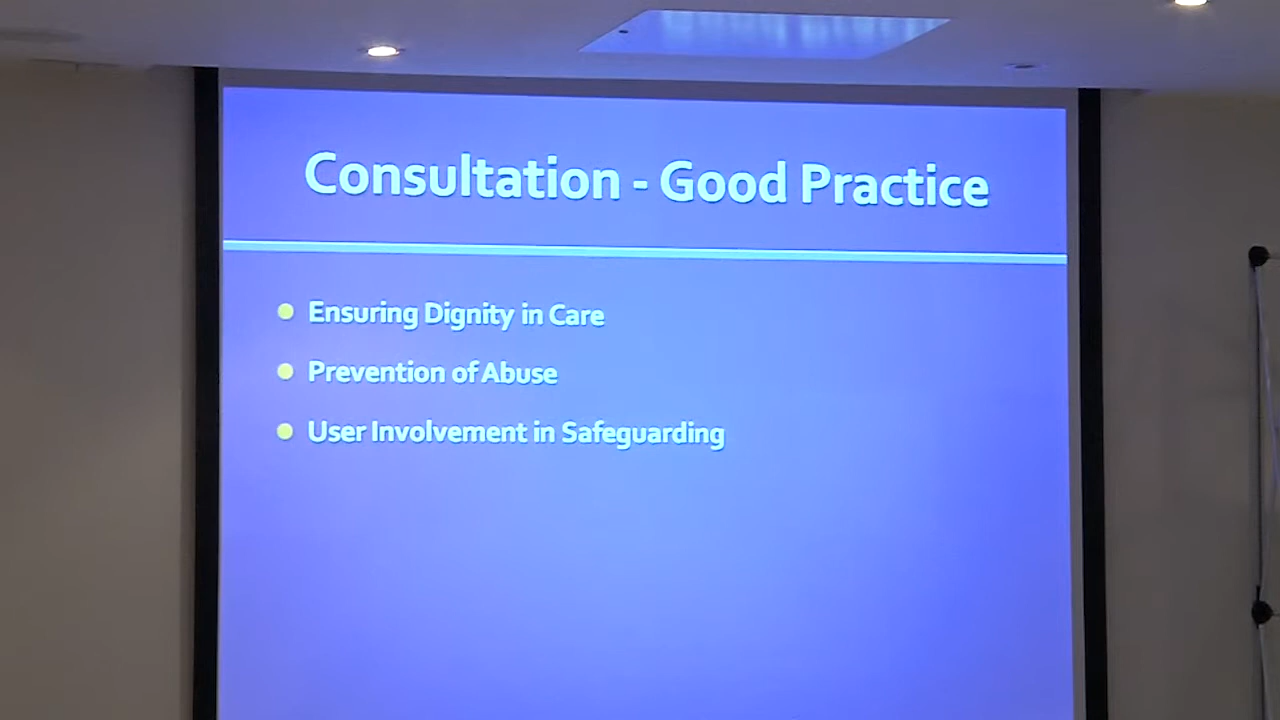 Consultation - Good Practice
Ensuring Dignity in Care
Prevention of Abuse
User Involvement in Safeguarding